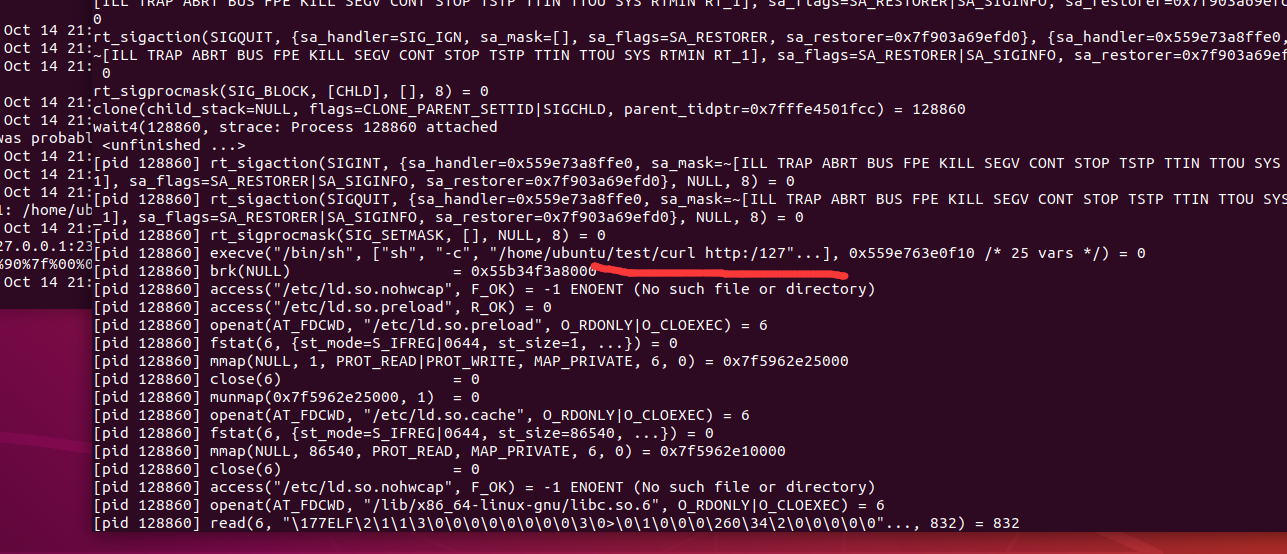 [ILL TRAP ABRT BUS FPE KILL SEGV CONT STOP TSTP TTIN TTOU SYS RTMIN RT_1], sa_flags=SA_RESTORER|SA_SIGINFO, sa_restorer=0x7f903a69efd
0
Oct 14 21:
rt_sigaction(SIGQUIT, {sa_handler=SIG_IGN, sa_mask=[], sa_flags=SA_RESTORER, sa_restorer=0x7f903a69efd0}, {sa_handler=0x559e73a8ffe0,
Oct 14 21:
~[ILL TRAP ABRT BUS FPE KILL SEGV CONT STOP TSTP TTIN TTOU SYS RTMIN RT_1], sa_flags=SA_RESTORER|SA_SIGINFO, sa_restorer=0x7f903a69ef
Oct 14 21:
0
rt_sigprocmask(SIG_BLOCK, [CHLD], [], 8) = 0
Oct 14 21:
clone(child_stack=NULL, flags=CLONE_PARENT_SETTID|SIGCHLD, parent_tidptr=0x7fffe4501fcc) = 128860
Oct 14 21:
wait4(128860, strace: Process 128860 attached
was probabl
<unfinished ...>
Oct 14 21:
[pid 128860] rt_sigaction(SIGINT, {sa_handler=0x559e73a8ffe0, sa_mask=~[ILL TRAP ABRT BUS FPE KILL SEGV CONT STOP TSTP TTIN TTOU SYS
Oct 14 21:
1], sa_flags=SA_RESTORER|SA_SIGINFO, sa_restorer=0x7f903a69efd0}, NULL, 8) = 0
Oct 14 21:
[pid 128860] rt_sigaction(SIGQUIT, {sa_handler=0x559e73a8ffe0, sa_mask=~[ILL TRAP ABRT BUS FPE KILL SEGV CONT STOP TSTP TTIN TTOU SYS
1: /home/ub
_1], sa_flags=SA_RESTORER|SA_SIGINFO, sa_restorer=0x7f903a69efd0}, NULL, 8) = 0
Oct 14 21:
[pid 128860] rt_sigprocmask(SIG_SETMASK, [], NULL, 8) = 0
27.0.0.1:23
[pid 128860] execve("/bin/sh", ["sh", "-c", "/home/ubuntu/test/curl http:/127"...], 0x559e763e0f10 /* 25 vars */) = 0
%90%7f%00%0
[pid 128860] brk(NULL) = 0x55b34f3a8000
Oct 14 21:
[pid 128860] access("/etc/ld.so.nohwcap", F_OK) = -1 ENOENT (No such file or directory)
[pid 128860] access("/etc/ld.so.preload", R_OK) = 0
[pid 128860] openat(AT_FDCWD, "/etc/ld.so.preload", O_RDONLY|O_CLOEXEC) = 6
[pid 128860] fstat(6, {st_mode=S_IFREG|0644, st_size=1, ...}) = 0
[pid 128860] mmap(NULL, 1, PROT_READ|PROT_WRITE, MAP_PRIVATE, 6, 0) = 0x7f5962e25000
[pid 128860] close(6) = 0
[pid 128860] munmap(0x7f5962e25000, 1) = 0
[pid 128860] openat(AT_FDCWD, "/etc/ld.so.cache", O_RDONLY|O_CLOEXEC) = 6
[pid 128860] fstat(6, {st_mode=S_IFREG|0644, st_size=86540, ...}) = 0
[pid 128860] mmap(NULL, 86540, PROT_READ, MAP_PRIVATE, 6, 0) = 0x7f5962e10000
[pid 128860] close(6) = 0
[pid 128860] access("/etc/ld.so.nohwcap", F_OK) = -1 ENOENT (No such file or directory)
[pid 128860] openat(AT_FDCWD, "/lib/x86_64-linux-gnu/libc.so.6", O_RDONLY|O_CLOEXEC) = 6
[pid 128860] read(6, "\177ELF\2\1\1\3\0\0\0\0\0\0\0\0\3\0>\0\1\0\0\0\260\34\2\0\0\0\0\0"..., 832) = 832